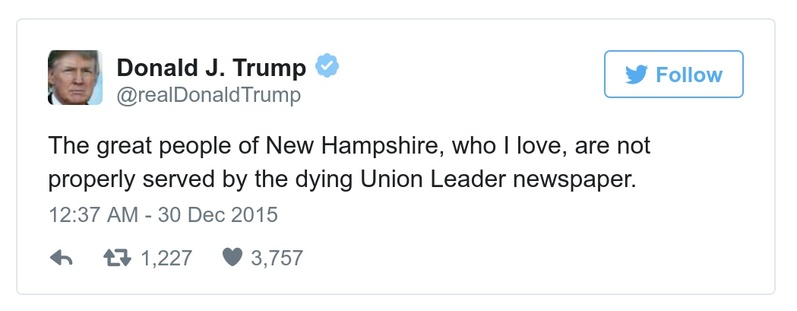 Donald J. Trump
@realDonaldTrump
Follow
The great people of New Hampshire, who I love, are not
properly served by the dying Union Leader newspaper.
12:37 AM - 30 Dec 2015
1,227 3,757